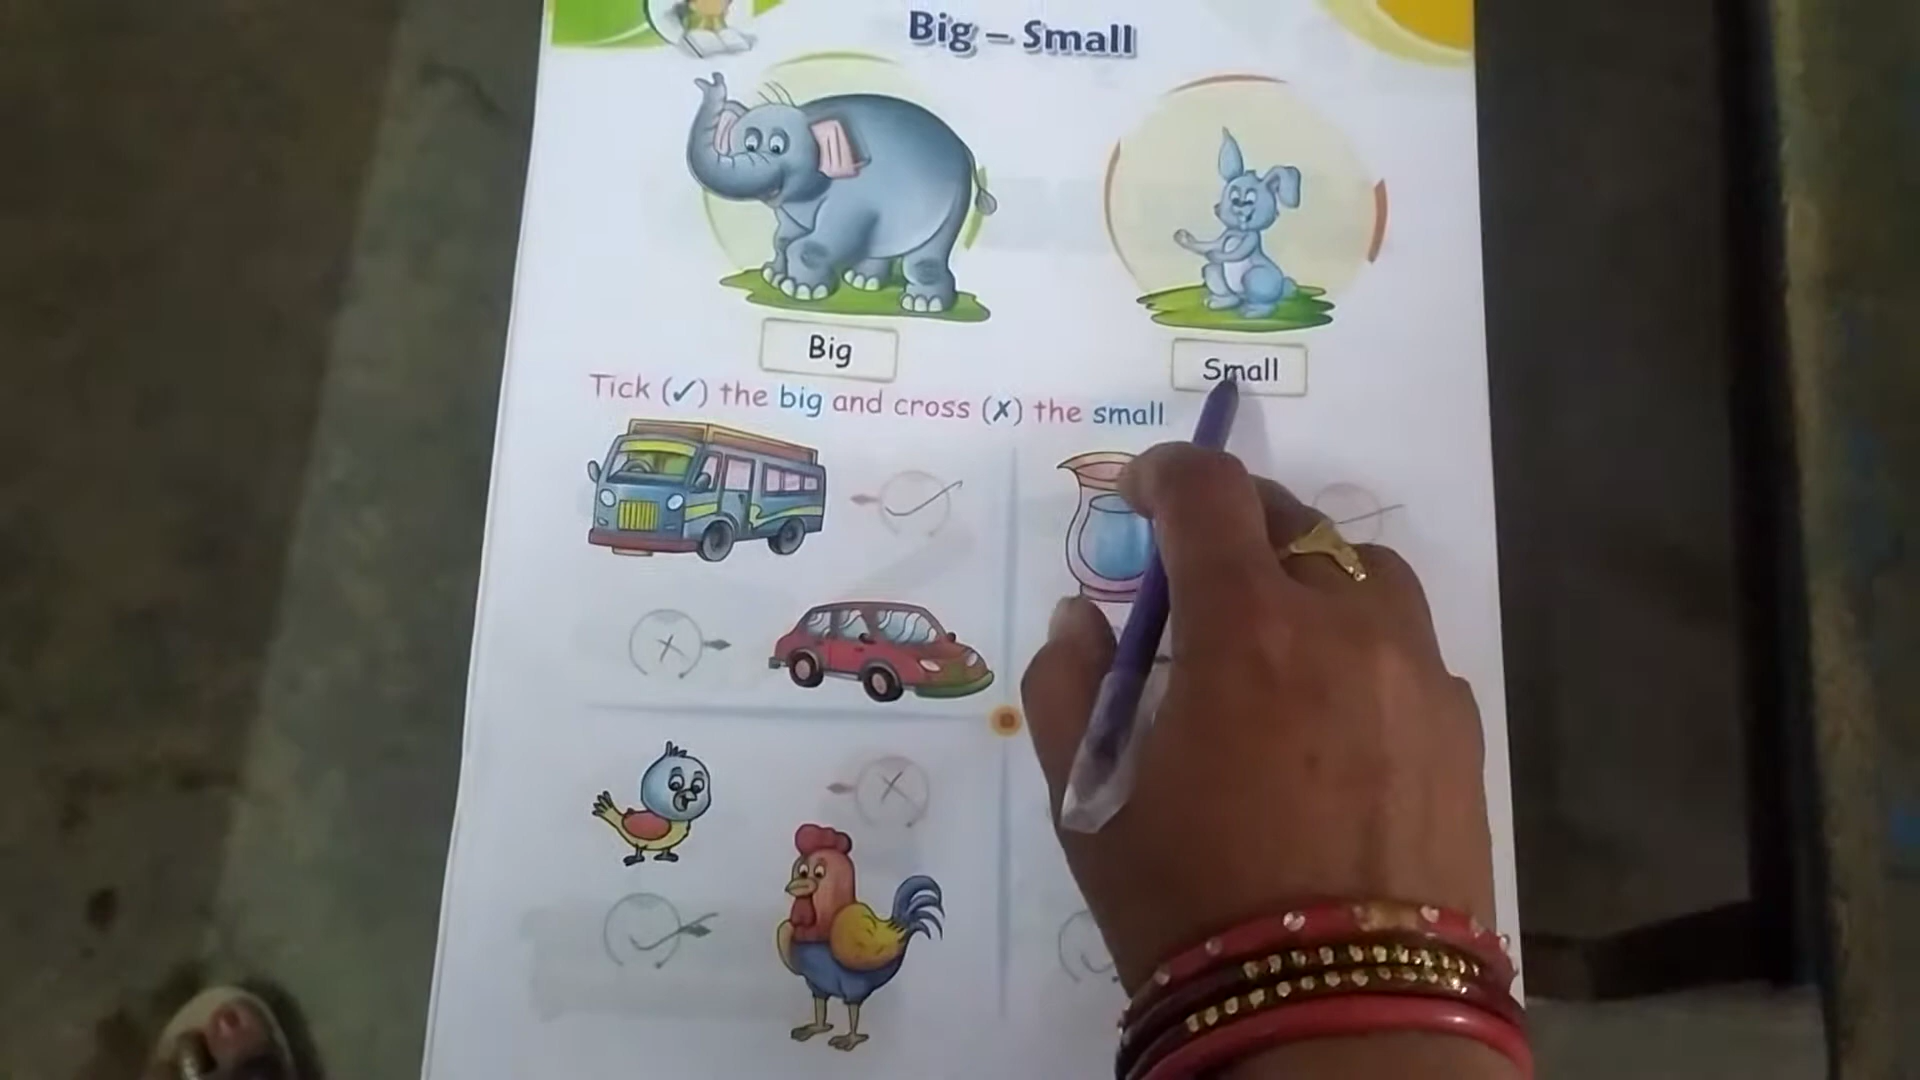 Big – Small
Big
Small
Tick (✓) the big and cross (✗) the small